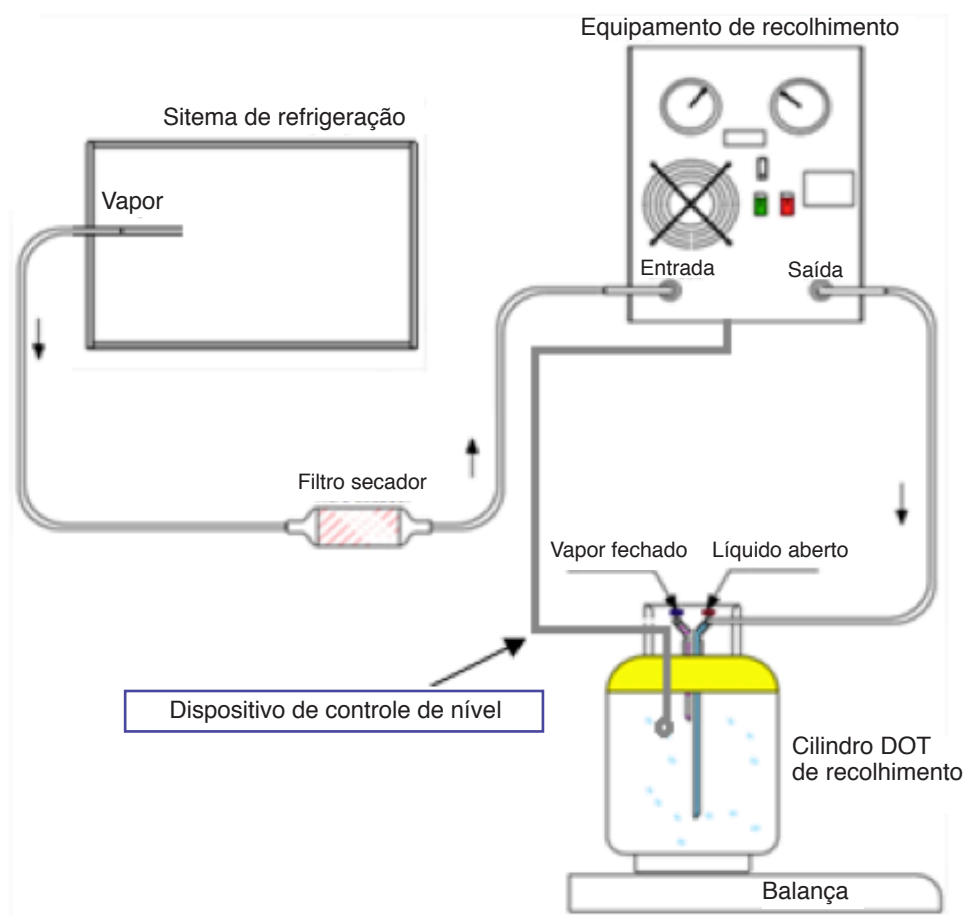 Equipamento de recolhimento
Sitema de refrigeração
Vapor
Entrada
Saída
Filtro secador
Vapor fechado
Líquido aberto
Dispositivo de controle de nível
Cilindro DOT
de recolhimento
Balança